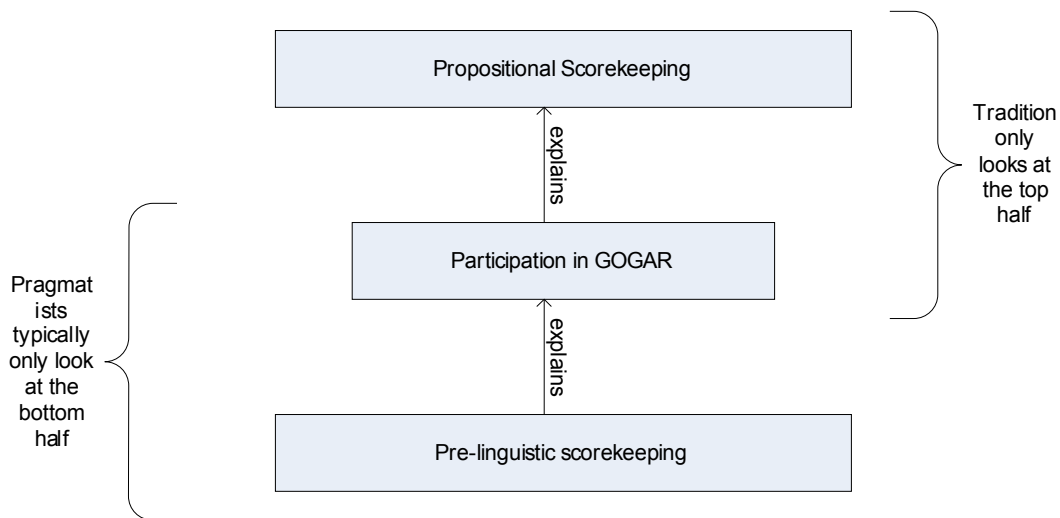 Propositional Scorekeeping
explains
Tradition
only
looks at
the top
half
Participation in GOGAR
Pragmat
ists
typically
only look
at the
bottom
half
explains
Pre-linguistic scorekeeping